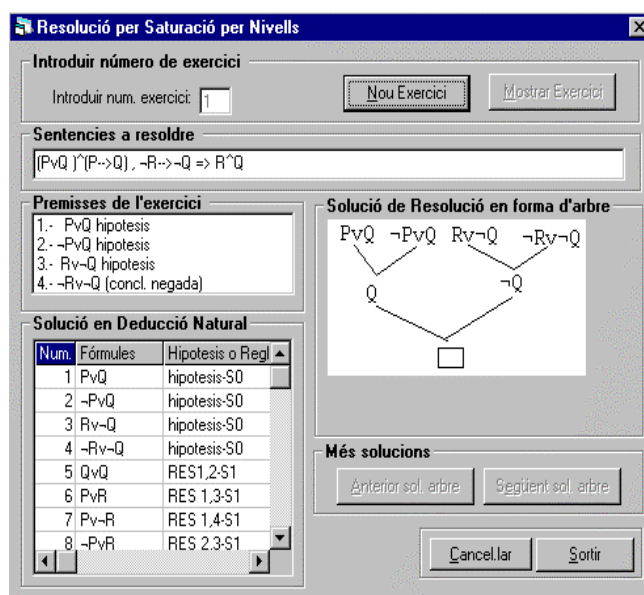 Resolució per Saturació per Nivells
Introduir número de exercici
Introduir num. exercici: 1
Nou Exercici
Mostrar Exercici
Sentencies a resoldre
(PvQ )^(P-->Q) , ¬R-->¬Q => R^Q
Premisses de l'exercici
1.- PvQ hipotesis
2.- ¬PvQ hipotesis
3.- Rv¬Q hipotesis
4.- ¬Rv¬Q (concl. negada)
Solució de Resolució en forma d'arbre
PvQ ¬PvQ Rv¬Q ¬Rv¬Q
Q ¬Q
Solució en Deducció Natural
Num. Fórmules Hipotesis o Regl
1 PvQ hipotesis-S0
2 ¬PvQ hipotesis-S0
3 Rv¬Q hipotesis-S0
4 ¬Rv¬Q hipotesis-S0
5 QvQ RES1,2-S1
6 PvR RES 1,3-S1
7 Pv¬R RES 1,4-S1
8 ¬PvR RES 2,3-S1
Més solucions
Anterior sol. arbre
Següent sol. arbre
Cancel.lar
Sortir